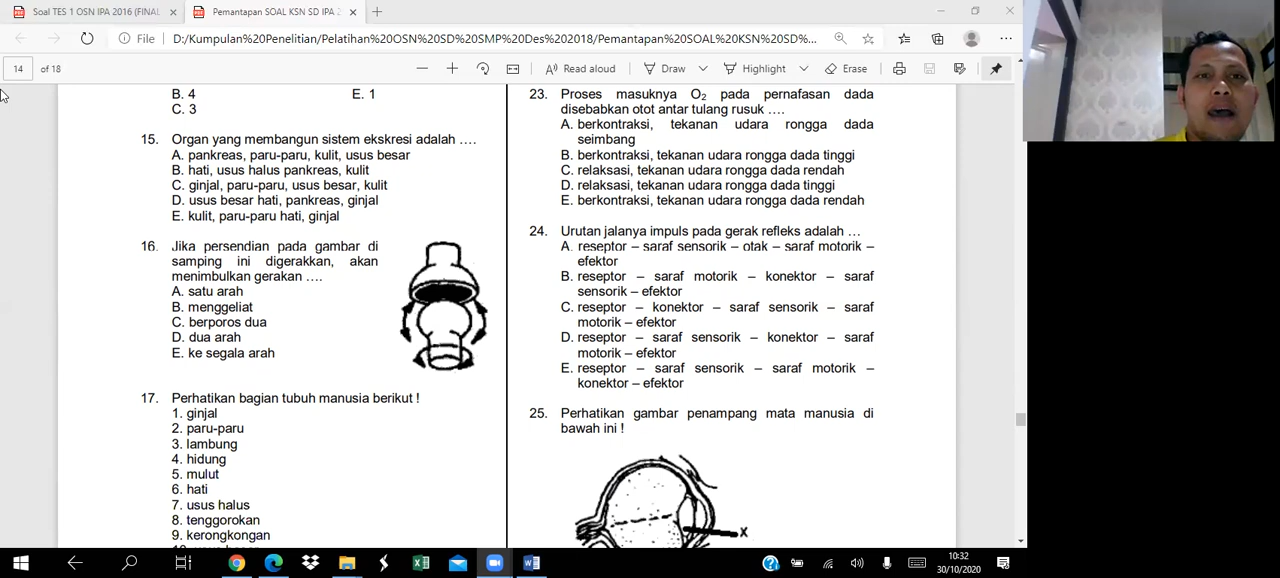 Soal TES 1 OSN IPA 2016 (FINAL
Pemantapan SOAL KSN SD IPA 2
File
D:/Kumpulan%20Penelitian/Pelatihan%20OSN%20SD%20SMP%20Des%202018/Pemantapan%20SOAL%20KSN%20SD%...
14 of 18
Read aloud
Draw
Highlight
Erase
B. 4
E. 1
C. 3
15. Organ yang membangun sistem ekskresi adalah ....
A. pankreas, paru-paru, kulit, usus besar
B. hati, usus halus pankreas, kulit
C. ginjal, paru-paru, usus besar, kulit
D. usus besar hati, pankreas, ginjal
E. kulit, paru-paru hati, ginjal
16. Jika persendian pada gambar di
samping ini digerakkan, akan
menimbulkan gerakan ....
A. satu arah
B. menggeliat
C. berporos dua
D. dua arah
E. ke segala arah
17. Perhatikan bagian tubuh manusia berikut !
1. ginjal
2. paru-paru
3. lambung
4. hidung
5. mulut
6. hati
7. usus halus
8. tenggorokan
9. kerongkongan
23. Proses masuknya O2 pada pernafasan dada
disebabkan otot antar tulang rusuk ....
A. berkontraksi, tekanan udara rongga dada
seimbang
B. berkontraksi, tekanan udara rongga dada tinggi
C. relaksasi, tekanan udara rongga dada rendah
D. relaksasi, tekanan udara rongga dada tinggi
E. berkontraksi, tekanan udara rongga dada rendah
24. Urutan jalanya impuls pada gerak refleks adalah ...
A. reseptor – saraf sensorik – otak – saraf motorik –
efektor
B. reseptor – saraf motorik – konektor – saraf
sensorik – efektor
C. reseptor – konektor – saraf sensorik – saraf
motorik – efektor
D. reseptor – saraf sensorik – konektor – saraf
motorik – efektor
E. reseptor – saraf sensorik – saraf motorik –
konektor – efektor
25. Perhatikan gambar penampang mata manusia di
bawah ini !
X
10:32
30/10/2020